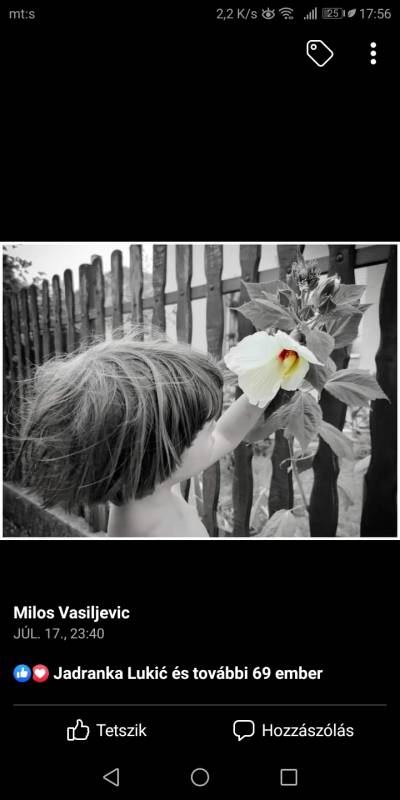 mt:s 2,2 K/s 25 17:56
Milos Vasiljevic
JÚL. 17., 23:40
Jadranka Lukić és további 69 ember
Tetszik Hozzászólás